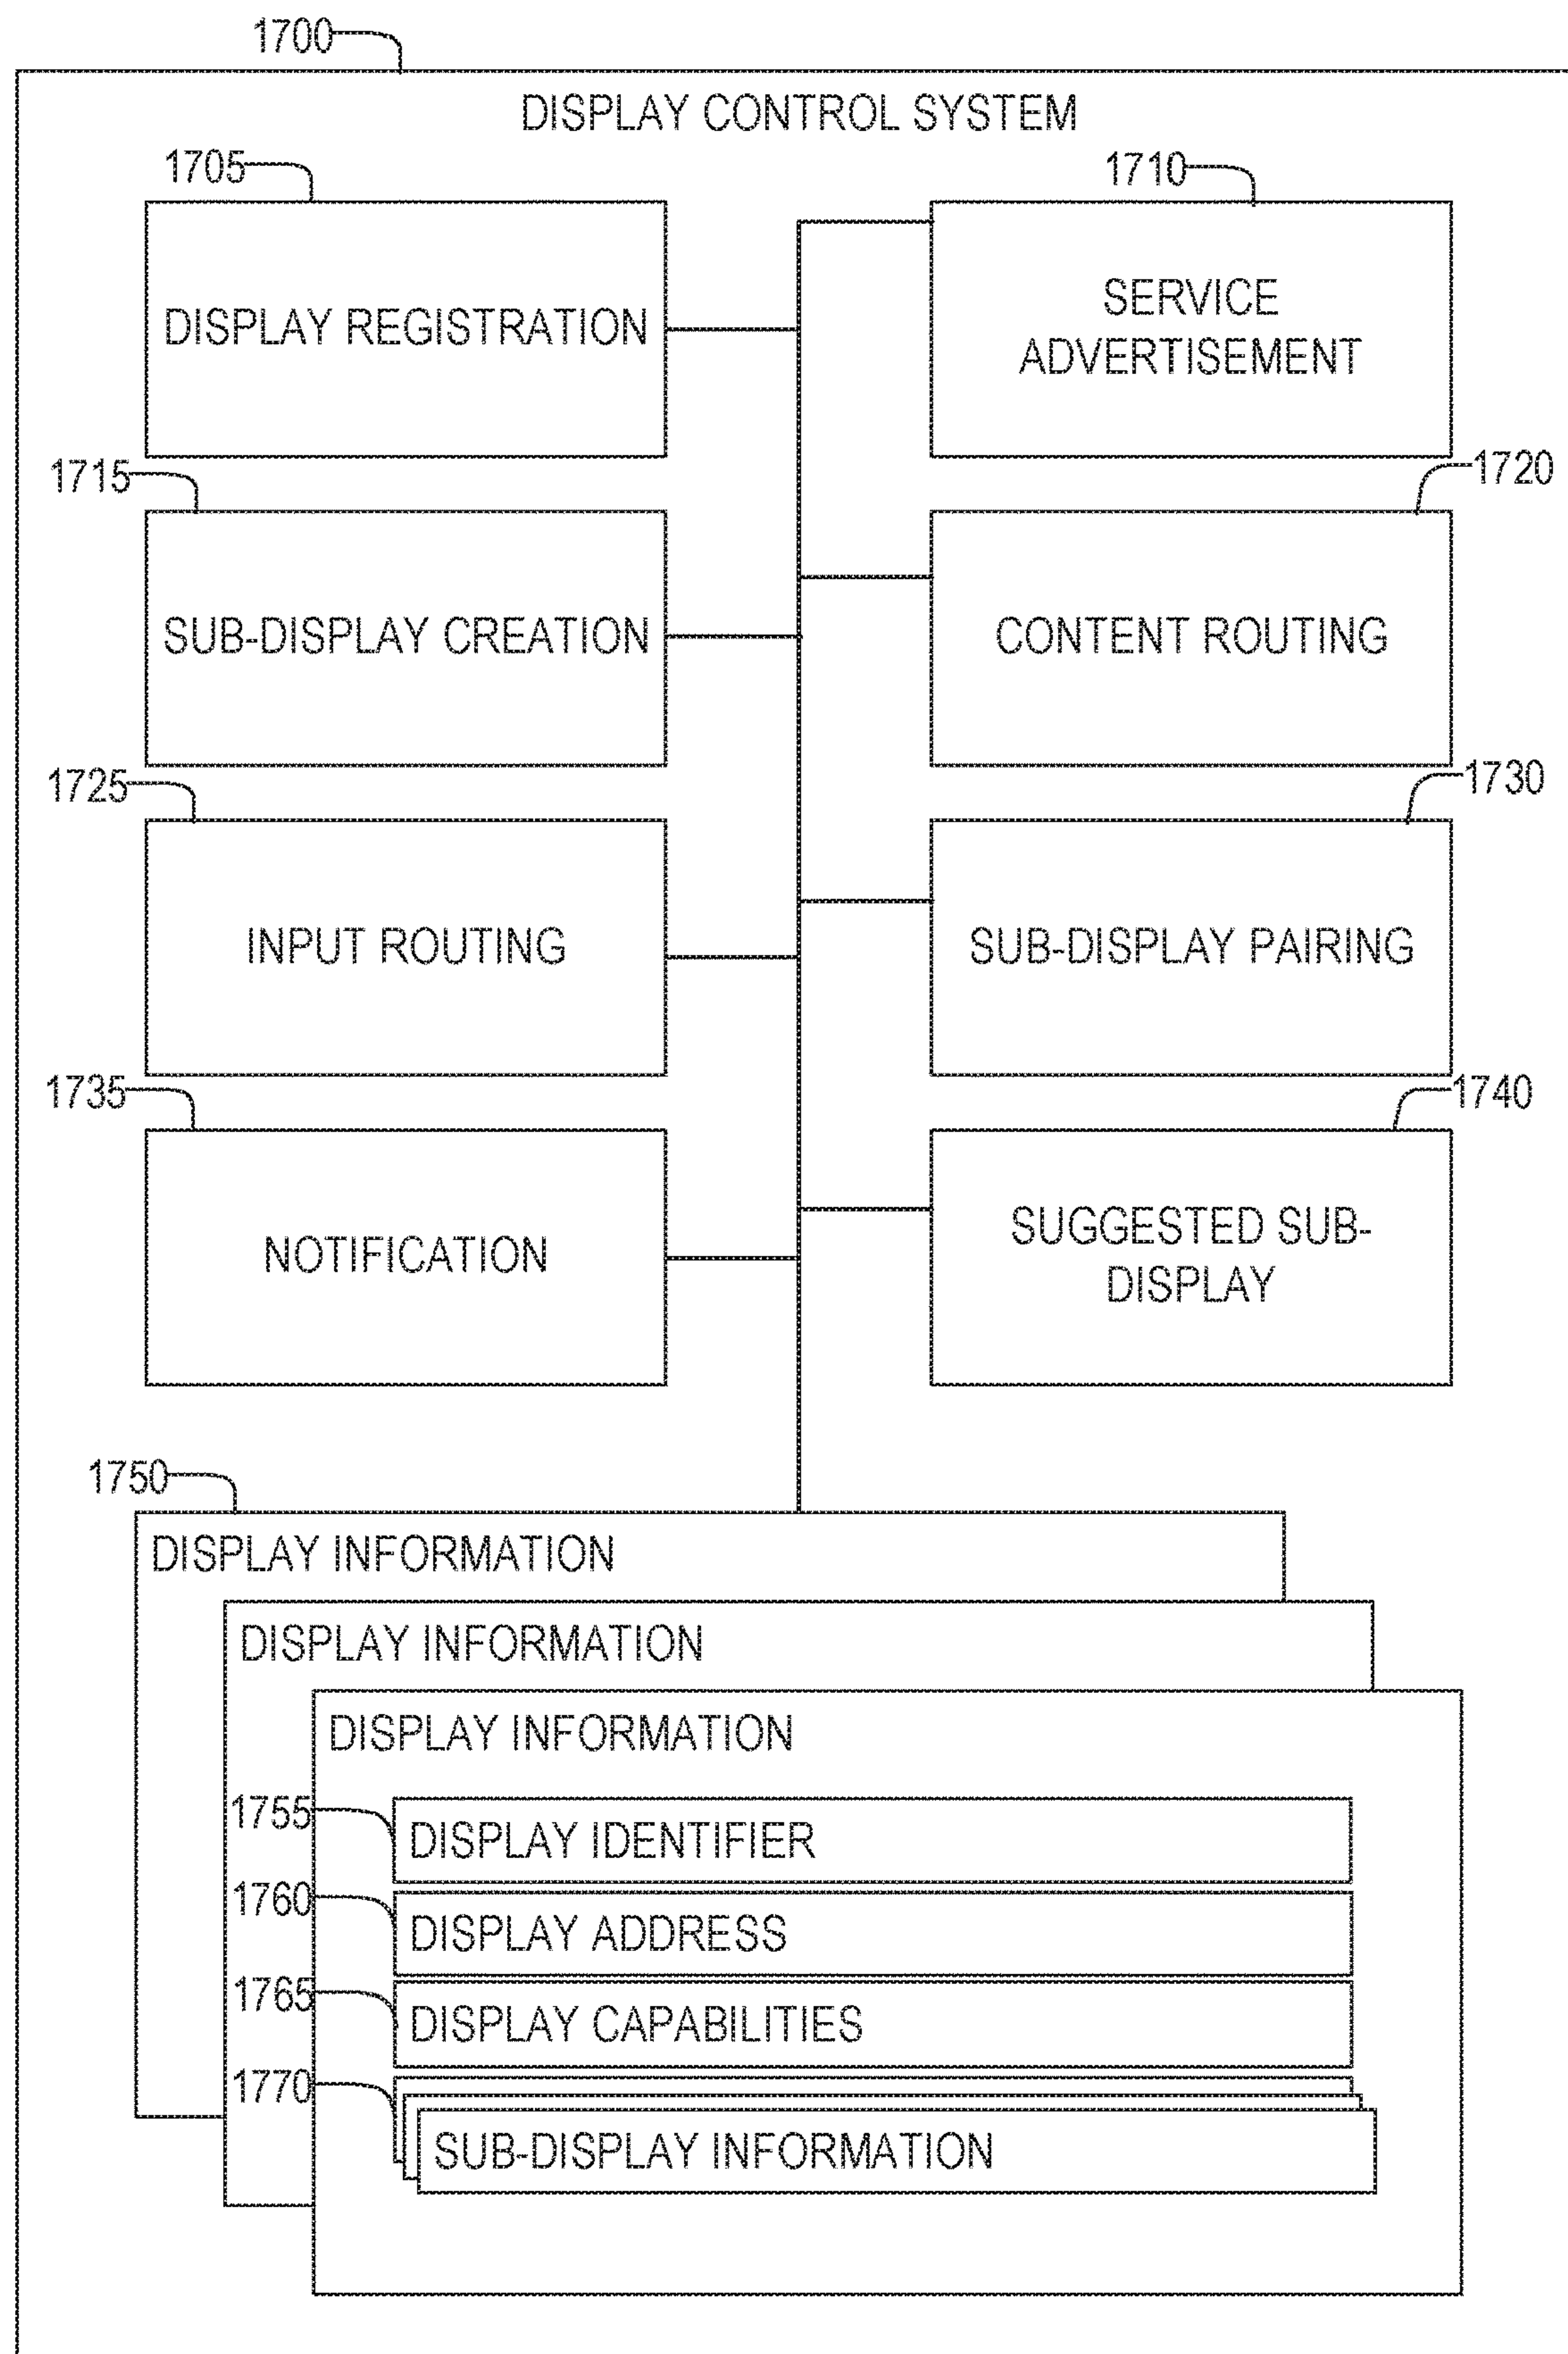 1700
DISPLAY CONTROL SYSTEM
1705
1710
DISPLAY REGISTRATION
SERVICE
ADVERTISEMENT
1715
1720
SUB-DISPLAY CREATION
CONTENT ROUTING
1725
1730
INPUT ROUTING
SUB-DISPLAY PAIRING
1735
1740
NOTIFICATION
SUGGESTED SUB-
DISPLAY
1750
DISPLAY INFORMATION
DISPLAY INFORMATION
DISPLAY INFORMATION
1755
DISPLAY IDENTIFIER
1760
DISPLAY ADDRESS
1765
DISPLAY CAPABILITIES
1770
SUB-DISPLAY INFORMATION